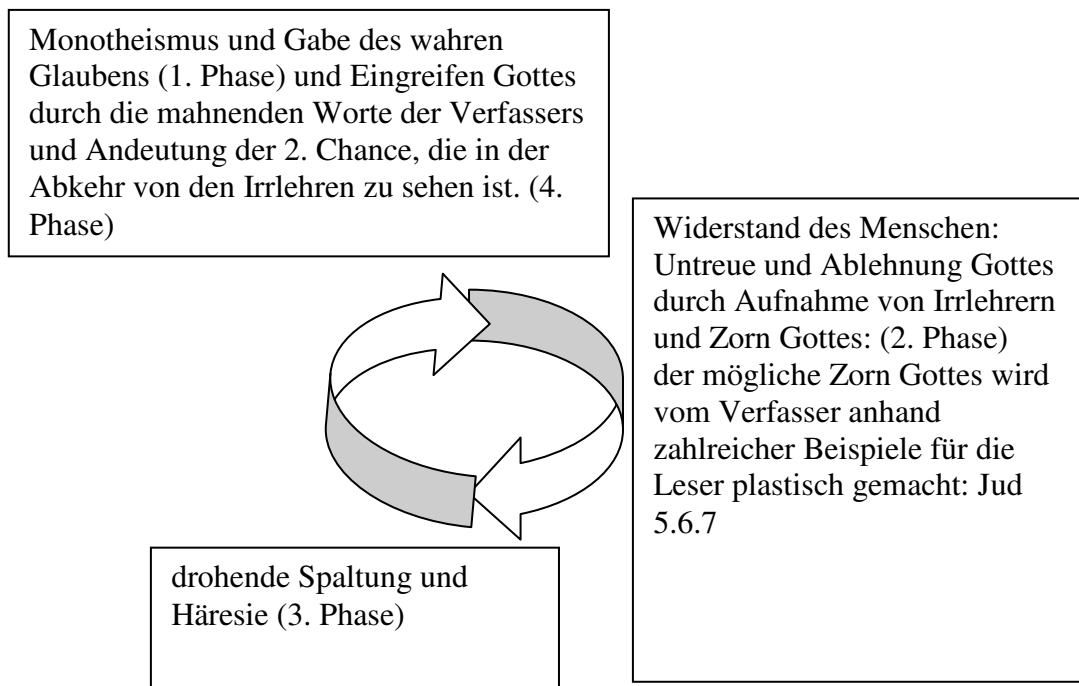 Monotheismus und Gabe des wahren
Glaubens (1. Phase) und Eingreifen Gottes
durch die mahnenden Worte der Verfassers
und Andeutung der 2. Chance, die in der
Abkehr von den Irrlehren zu sehen ist. (4.
Phase)
Widerstand des Menschen:
Untreue und Ablehnung Gottes
durch Aufnahme von Irrlehrern
und Zorn Gottes: (2. Phase)
der mögliche Zorn Gottes wird
vom Verfasser anhand
zahlreicher Beispiele für die
Leser plastisch gemacht: Jud
5.6.7
drohende Spaltung und
Häresie (3. Phase)